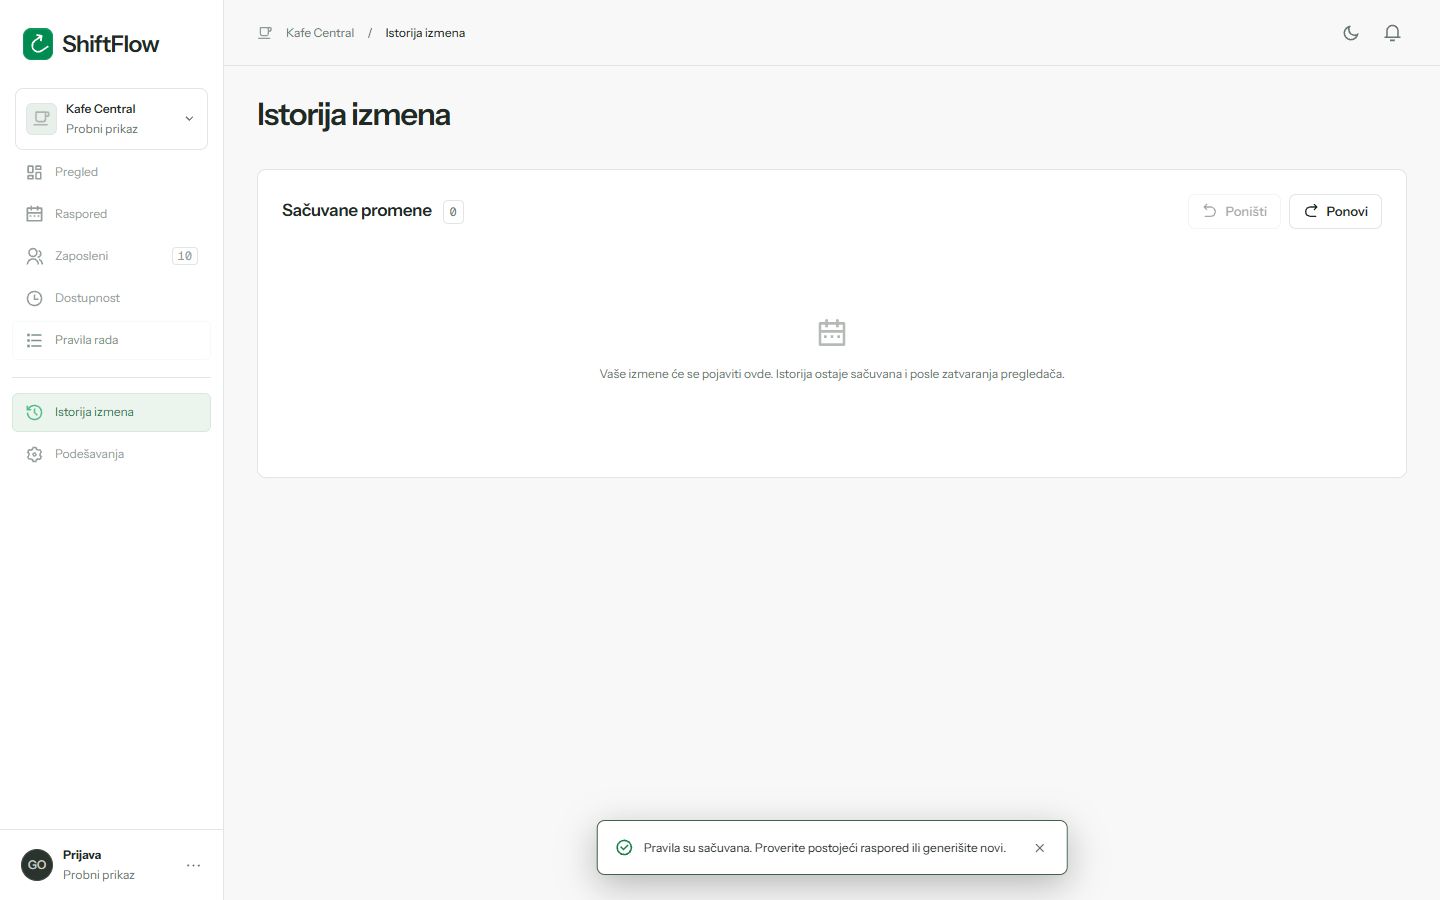 ShiftFlow
Kafe Central
Probni prikaz
Pregled
Raspored
Zaposleni 10
Dostupnost
Pravila rada
Istorija izmena
Podešavanja
GO
Prijava
Probni prikaz
Kafe Central / Istorija izmena
Istorija izmena
Sačuvane promene 0
Poništi
Ponovi
Vaše izmene će se pojaviti ovde. Istorija ostaje sačuvana i posle zatvaranja pregledača.
Pravila su sačuvana. Proverite postojeći raspored ili generišite novi.